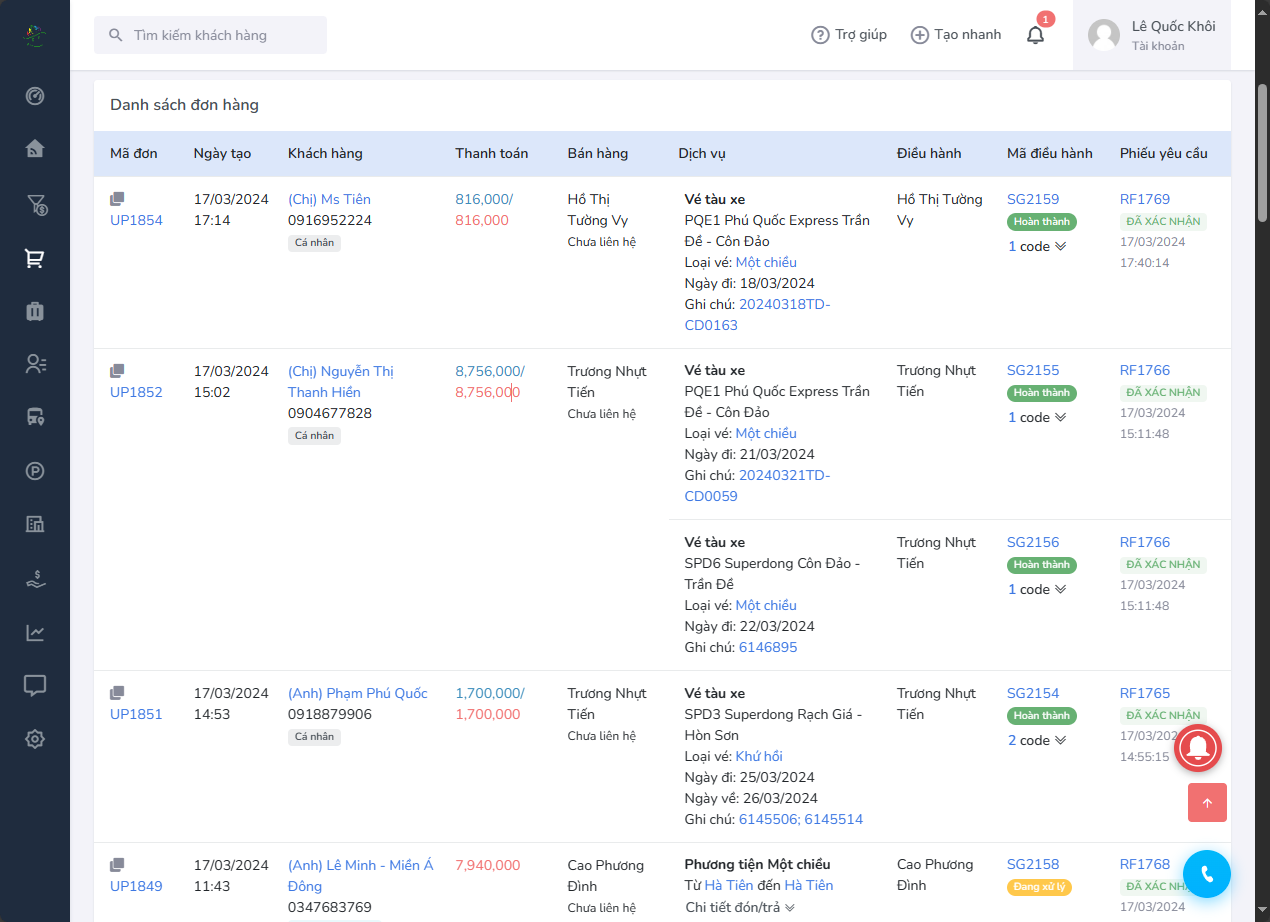 Tìm kiếm khách hàng
Trợ giúp
Tạo nhanh
1
Lê Quốc Khôi
Tài khoản
Danh sách đơn hàng
Mã đơn Ngày tạo Khách hàng Thanh toán Bán hàng Dịch vụ Điều hành Mã điều hành Phiếu yêu cầu
UP1854
17/03/2024
17:14
(Chị) Ms Tiên
0916952224
Cá nhân
816,000/
816,000
Hồ Thị
Tường Vy
Chưa liên hệ
Vé tàu xe
PQE1 Phú Quốc Express Trần
Đề - Côn Đảo
Loại vé: Một chiều
Ngày đi: 18/03/2024
Ghi chú: 20240318TD-
CD0163
Hồ Thị Tường
Vy
SG2159
Hoàn thành
1 code
RF1769
ĐÃ XÁC NHẬN
17/03/2024
17:40:14
UP1852
17/03/2024
15:02
(Chị) Nguyễn Thị
Thanh Hiền
0904677828
Cá nhân
8,756,000/
8,756,000
Trương Nhựt
Tiến
Chưa liên hệ
Vé tàu xe
PQE1 Phú Quốc Express Trần
Đề - Côn Đảo
Loại vé: Một chiều
Ngày đi: 21/03/2024
Ghi chú: 20240321TD-
CD0059
Trương Nhựt
Tiến
SG2155
Hoàn thành
1 code
RF1766
ĐÃ XÁC NHẬN
17/03/2024
15:11:48
Vé tàu xe
SPD6 Superdong Côn Đảo -
Trần Đề
Loại vé: Một chiều
Ngày đi: 22/03/2024
Ghi chú: 6146895
Trương Nhựt
Tiến
SG2156
Hoàn thành
1 code
RF1766
ĐÃ XÁC NHẬN
17/03/2024
15:11:48
UP1851
17/03/2024
14:53
(Anh) Phạm Phú Quốc
0918879906
Cá nhân
1,700,000/
1,700,000
Trương Nhựt
Tiến
Chưa liên hệ
Vé tàu xe
SPD3 Superdong Rạch Giá -
Hòn Sơn
Loại vé: Khứ hồi
Ngày đi: 25/03/2024
Ngày về: 26/03/2024
Ghi chú: 6145506; 6145514
Trương Nhựt
Tiến
SG2154
Hoàn thành
2 code
RF1765
ĐÃ XÁC NHẬN
17/03/202
14:55:15
UP1849
17/03/2024
11:43
(Anh) Lê Minh - Miền Á
Đông
0347683769
7,940,000
Cao Phương
Đình
Chưa liên hệ
Phương tiện Một chiều
Từ Hà Tiên đến Hà Tiên
Chi tiết đón/trả
Cao Phương
Đình
SG2158
Đang xử lý
RF1768
ĐÃ XÁC
17/03/2024